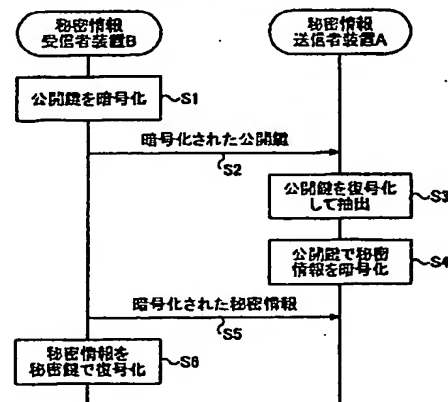 秘密情報
受信者装置B
秘密情報
送信者装置A
公開鍵を暗号化
S1
暗号化された公開鍵
S2
公開鍵を復号化
して抽出
S3
公開鍵で秘密
情報を暗号化
S4
暗号化された秘密情報
S5
秘密情報を
秘密鍵で復号化
S6